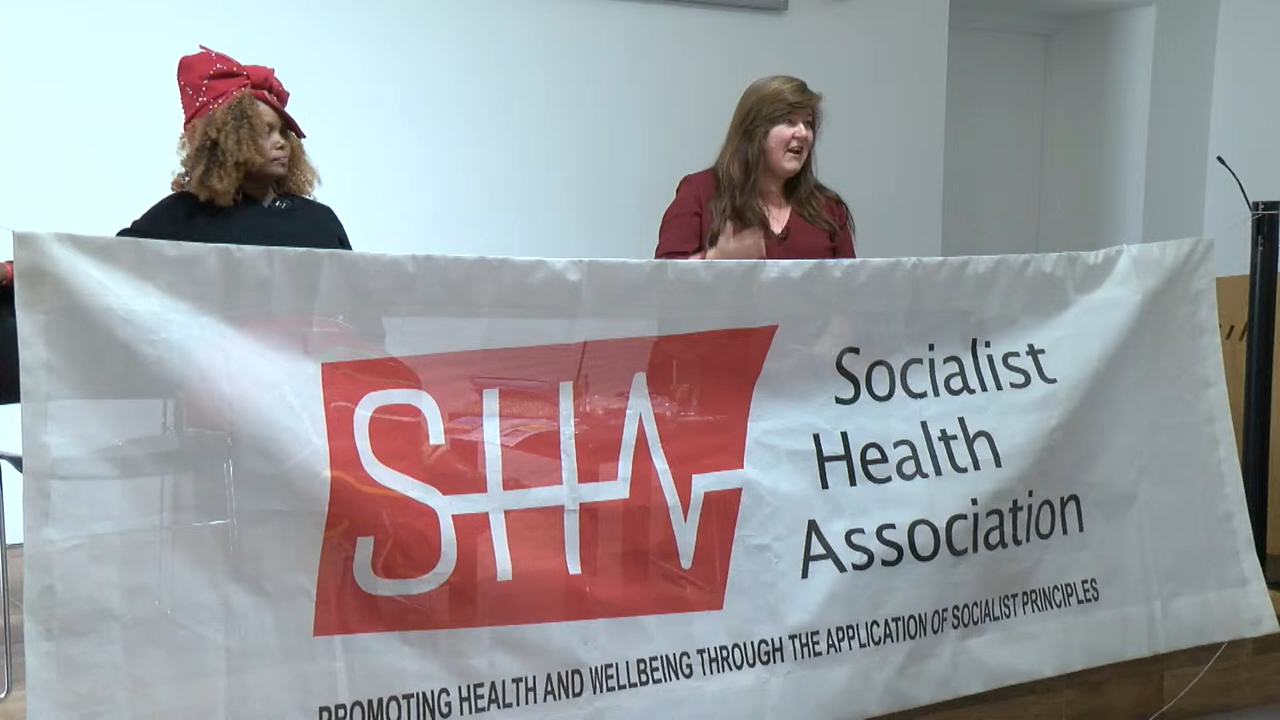 SHA
Socialist
Health
Association
PROMOTING HEALTH AND WELLBEING THROUGH THE APPLICATION OF SOCIALIST PRINCIPLES